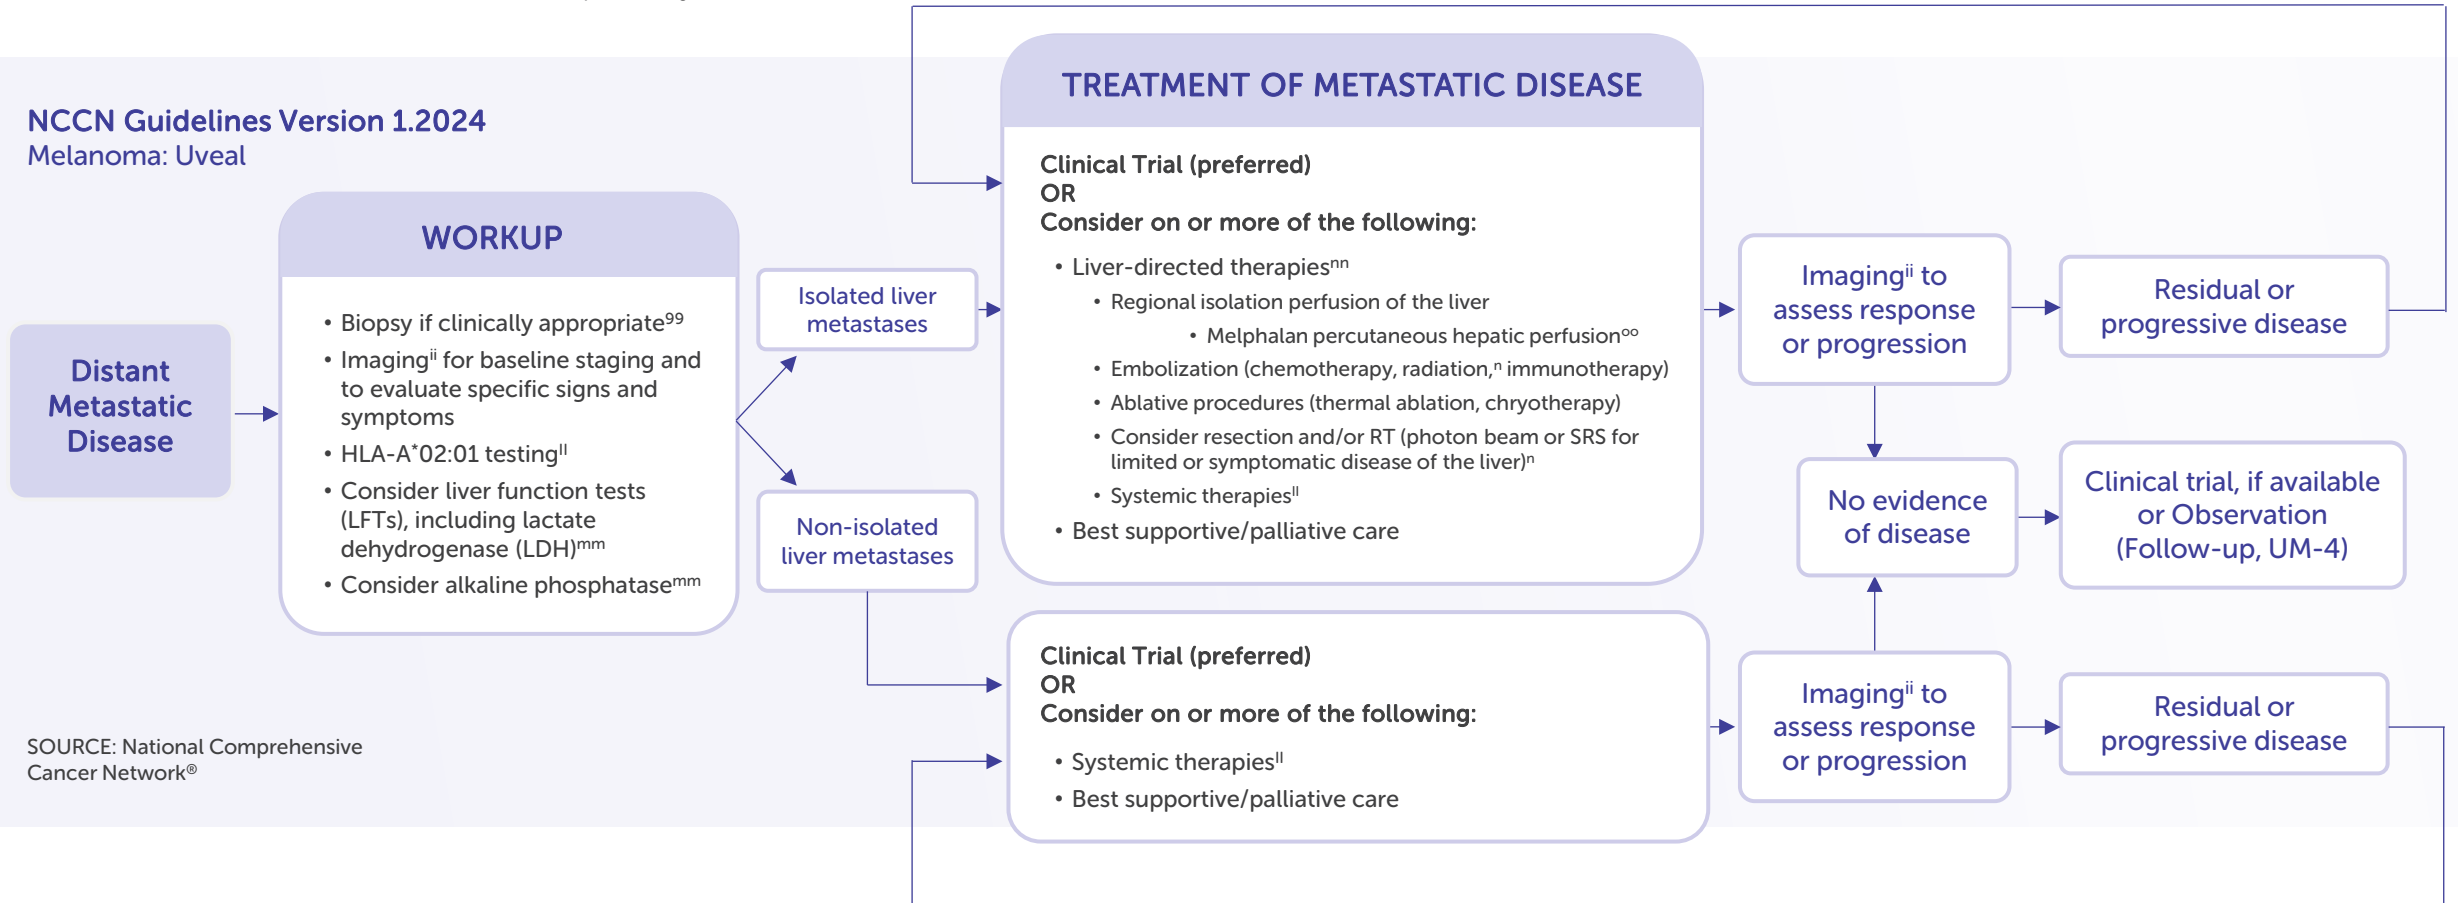 NCCN Guidelines Version 1.2024
Melanoma: Uveal
Distant
Metastatic
Disease
WORKUP
• Biopsy if clinically appropriate⁹⁹
• Imagingⁱⁱ for baseline staging and
to evaluate specific signs and
symptoms
• HLA-A*02:01 testingˡˡ
• Consider liver function tests
(LFTs), including lactate
dehydrogenase (LDH)ᵐᵐ
• Consider alkaline phosphataseᵐᵐ
Isolated liver
metastases
Non-isolated
liver metastases
TREATMENT OF METASTATIC DISEASE
Clinical Trial (preferred)
OR
Consider on or more of the following:
• Liver-directed therapiesⁿⁿ
• Regional isolation perfusion of the liver
• Melphalan percutaneous hepatic perfusionᵒᵒ
• Embolization (chemotherapy, radiation,ⁿ immunotherapy)
• Ablative procedures (thermal ablation, chryotherapy)
• Consider resection and/or RT (photon beam or SRS for
limited or symptomatic disease of the liver)ⁿ
• Systemic therapiesˡˡ
• Best supportive/palliative care
Clinical Trial (preferred)
OR
Consider on or more of the following:
• Systemic therapiesˡˡ
• Best supportive/palliative care
Imagingⁱⁱ to
assess response
or progression
Residual or
progressive disease
No evidence
of disease
Clinical trial, if available
or Observation
(Follow-up, UM-4)
Imagingⁱⁱ to
assess response
or progression
Residual or
progressive disease
SOURCE: National Comprehensive
Cancer Network®